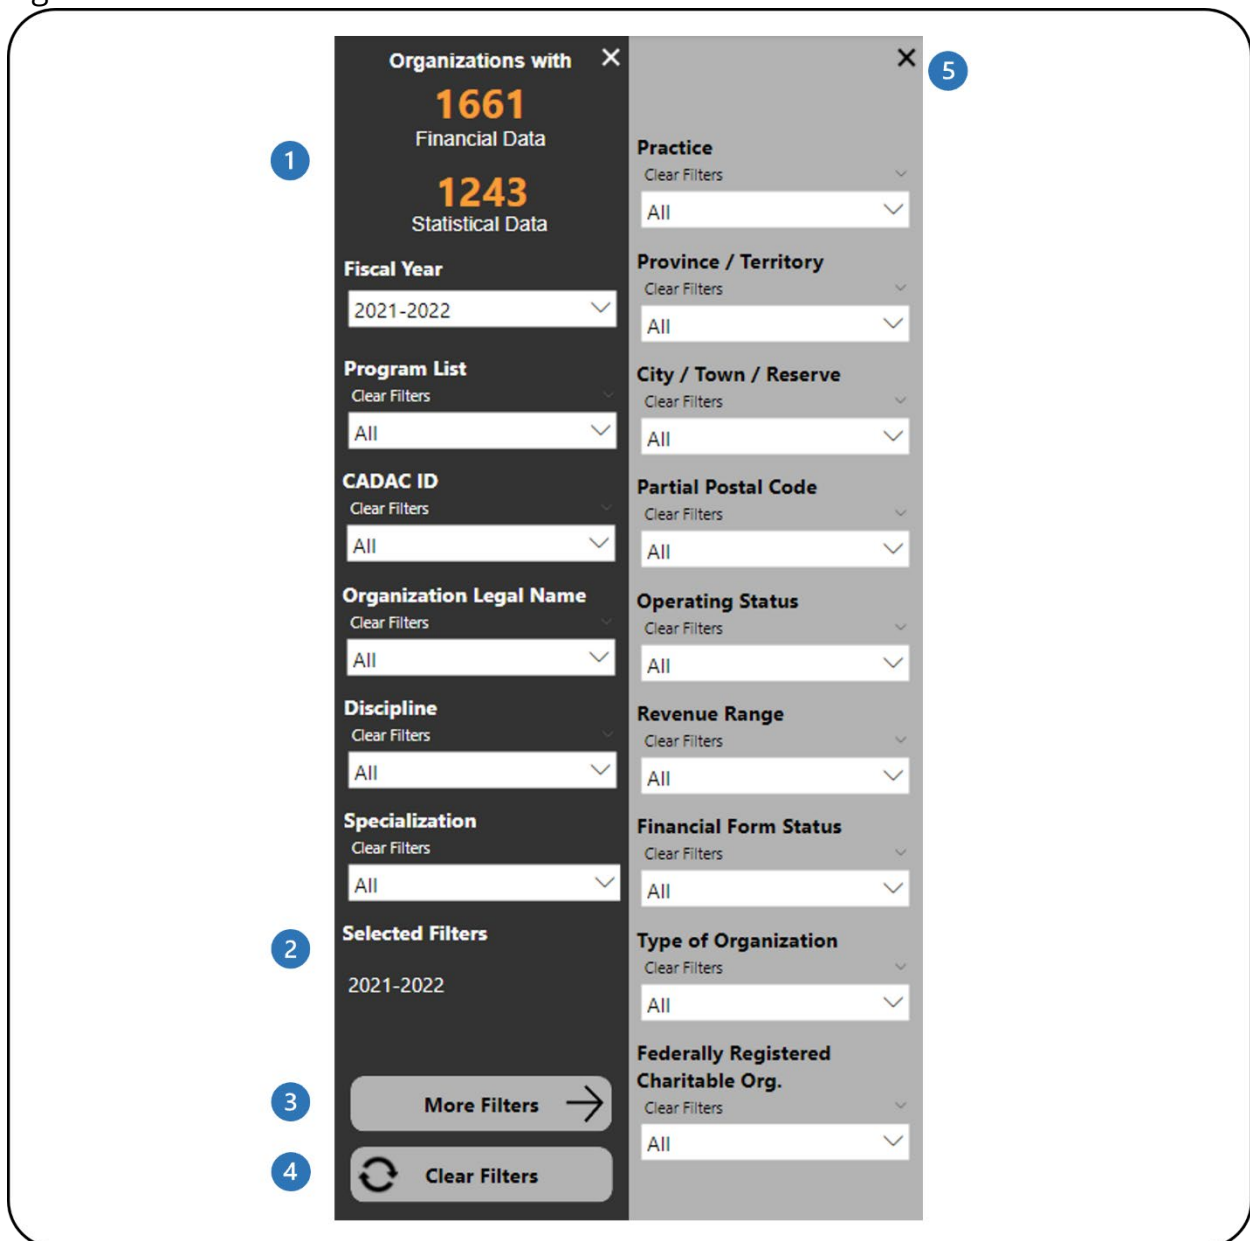 1
Organizations with
1661
Financial Data
1243
Statistical Data
Fiscal Year
2021-2022
Program List
Clear Filters
All
CADAC ID
Clear Filters
All
Organization Legal Name
Clear Filters
All
Discipline
Clear Filters
All
Specialization
Clear Filters
All
2
Selected Filters
2021-2022
3
More Filters
4
Clear Filters
5
Practice
Clear Filters
All
Province / Territory
Clear Filters
All
City / Town / Reserve
Clear Filters
All
Partial Postal Code
Clear Filters
All
Operating Status
Clear Filters
All
Revenue Range
Clear Filters
All
Financial Form Status
Clear Filters
All
Type of Organization
Clear Filters
All
Federally Registered
Charitable Org.
Clear Filters
All